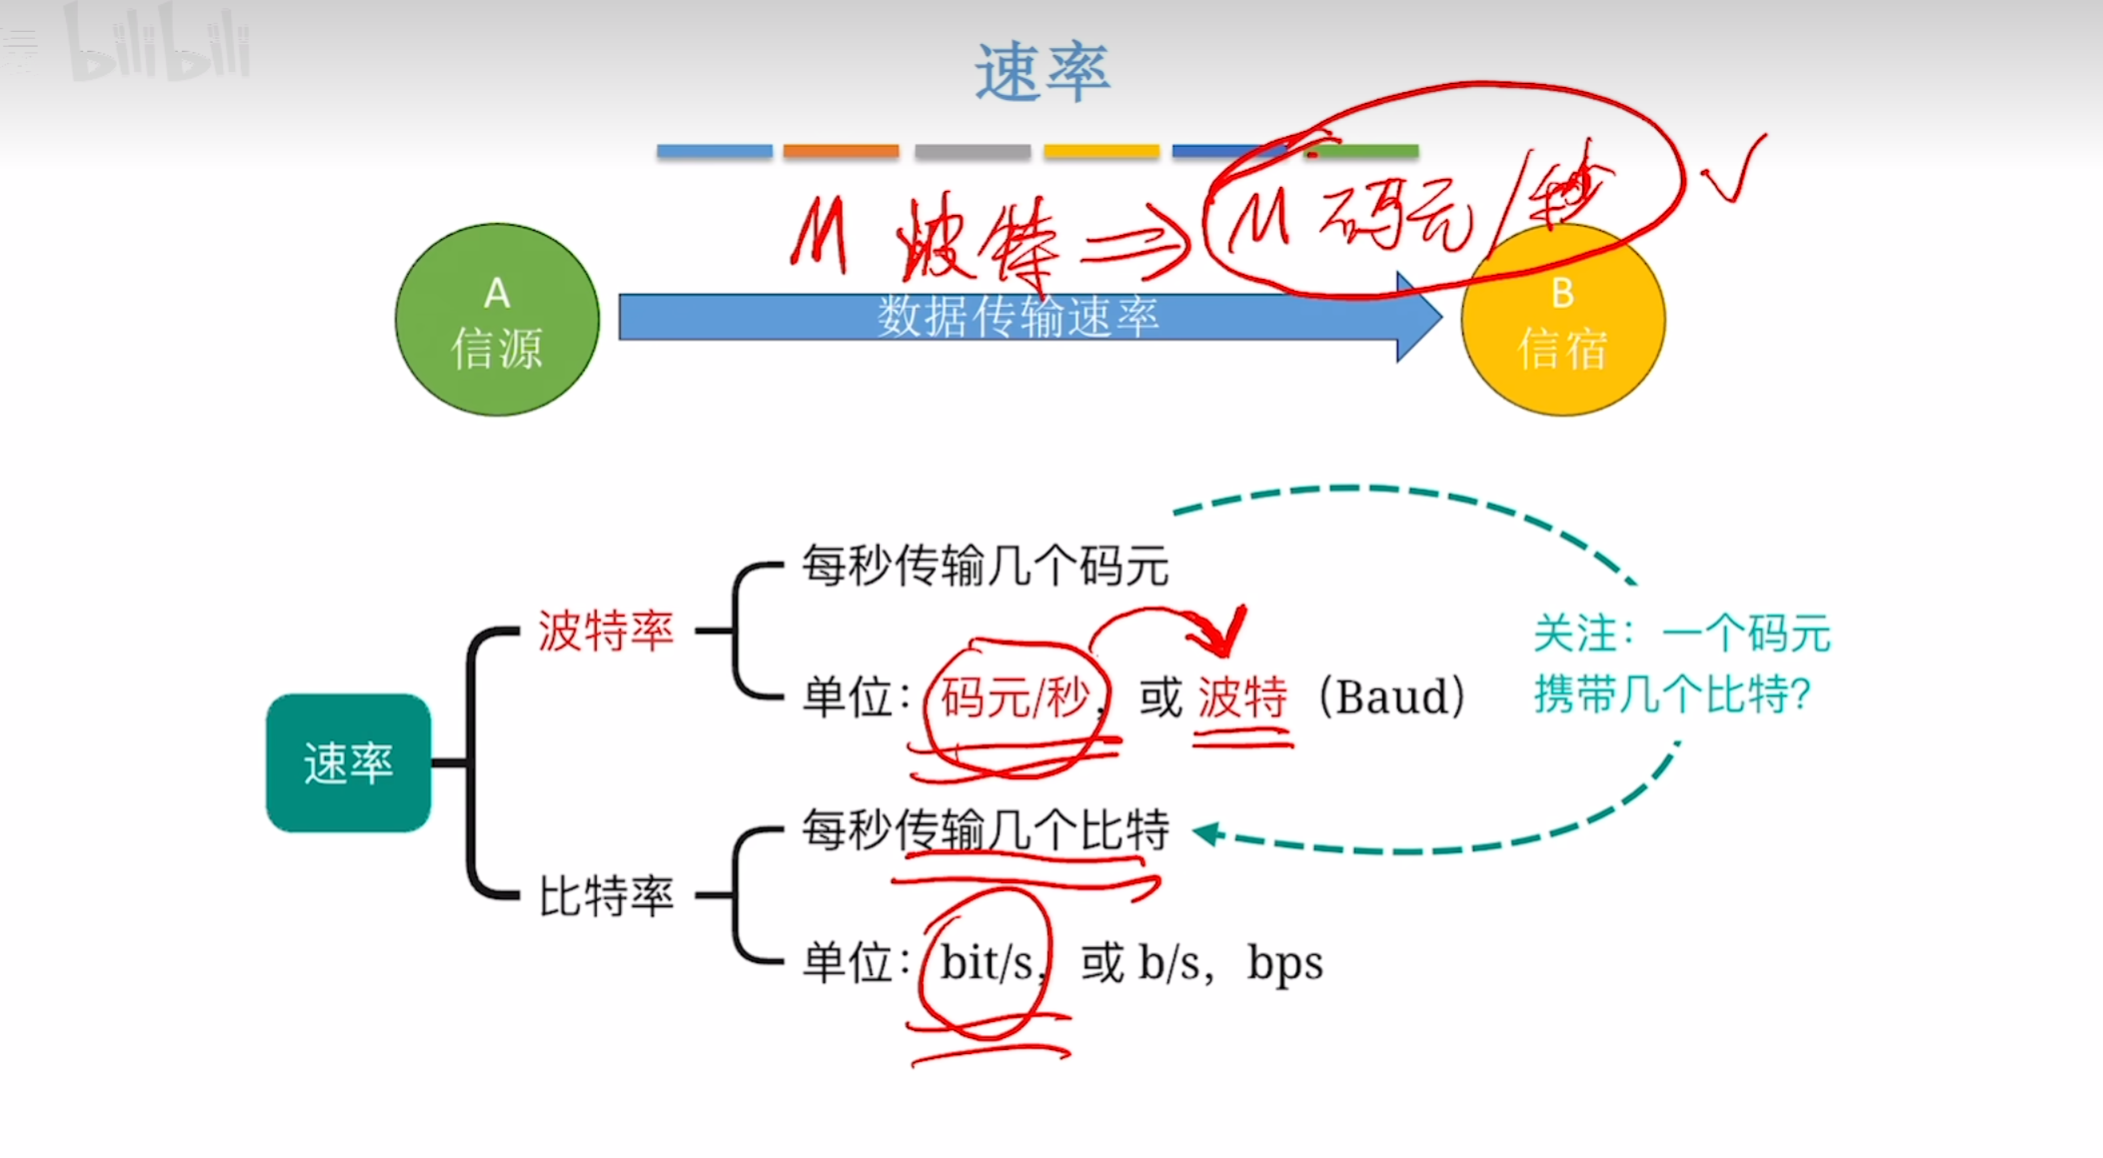 bilibili
速率
M 波特 ⇒ M 码元/秒 ✓
A
信源
数据传输速率
B
信宿
每秒传输几个码元
波特率
单位：码元/秒，或 波特（Baud）
关注：一个码元
携带几个比特？
速率
每秒传输几个比特
比特率
单位：bit/s，或 b/s，bps